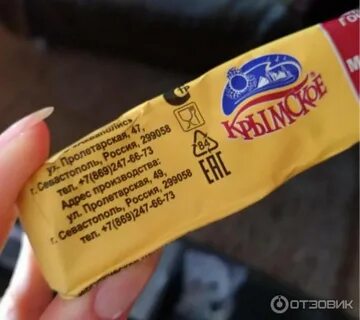 ул. Пролетарская, 47,
г. Севастополь, Россия, 299058
тел. +7(869)247-66-73
Адрес производства:
ул. Пролетарская, 49,
г. Севастополь, Россия, 299058
тел. +7(869)247-66-73
ГР
84
EAC
КРЫМСКОЕ
ОТЗОВИК